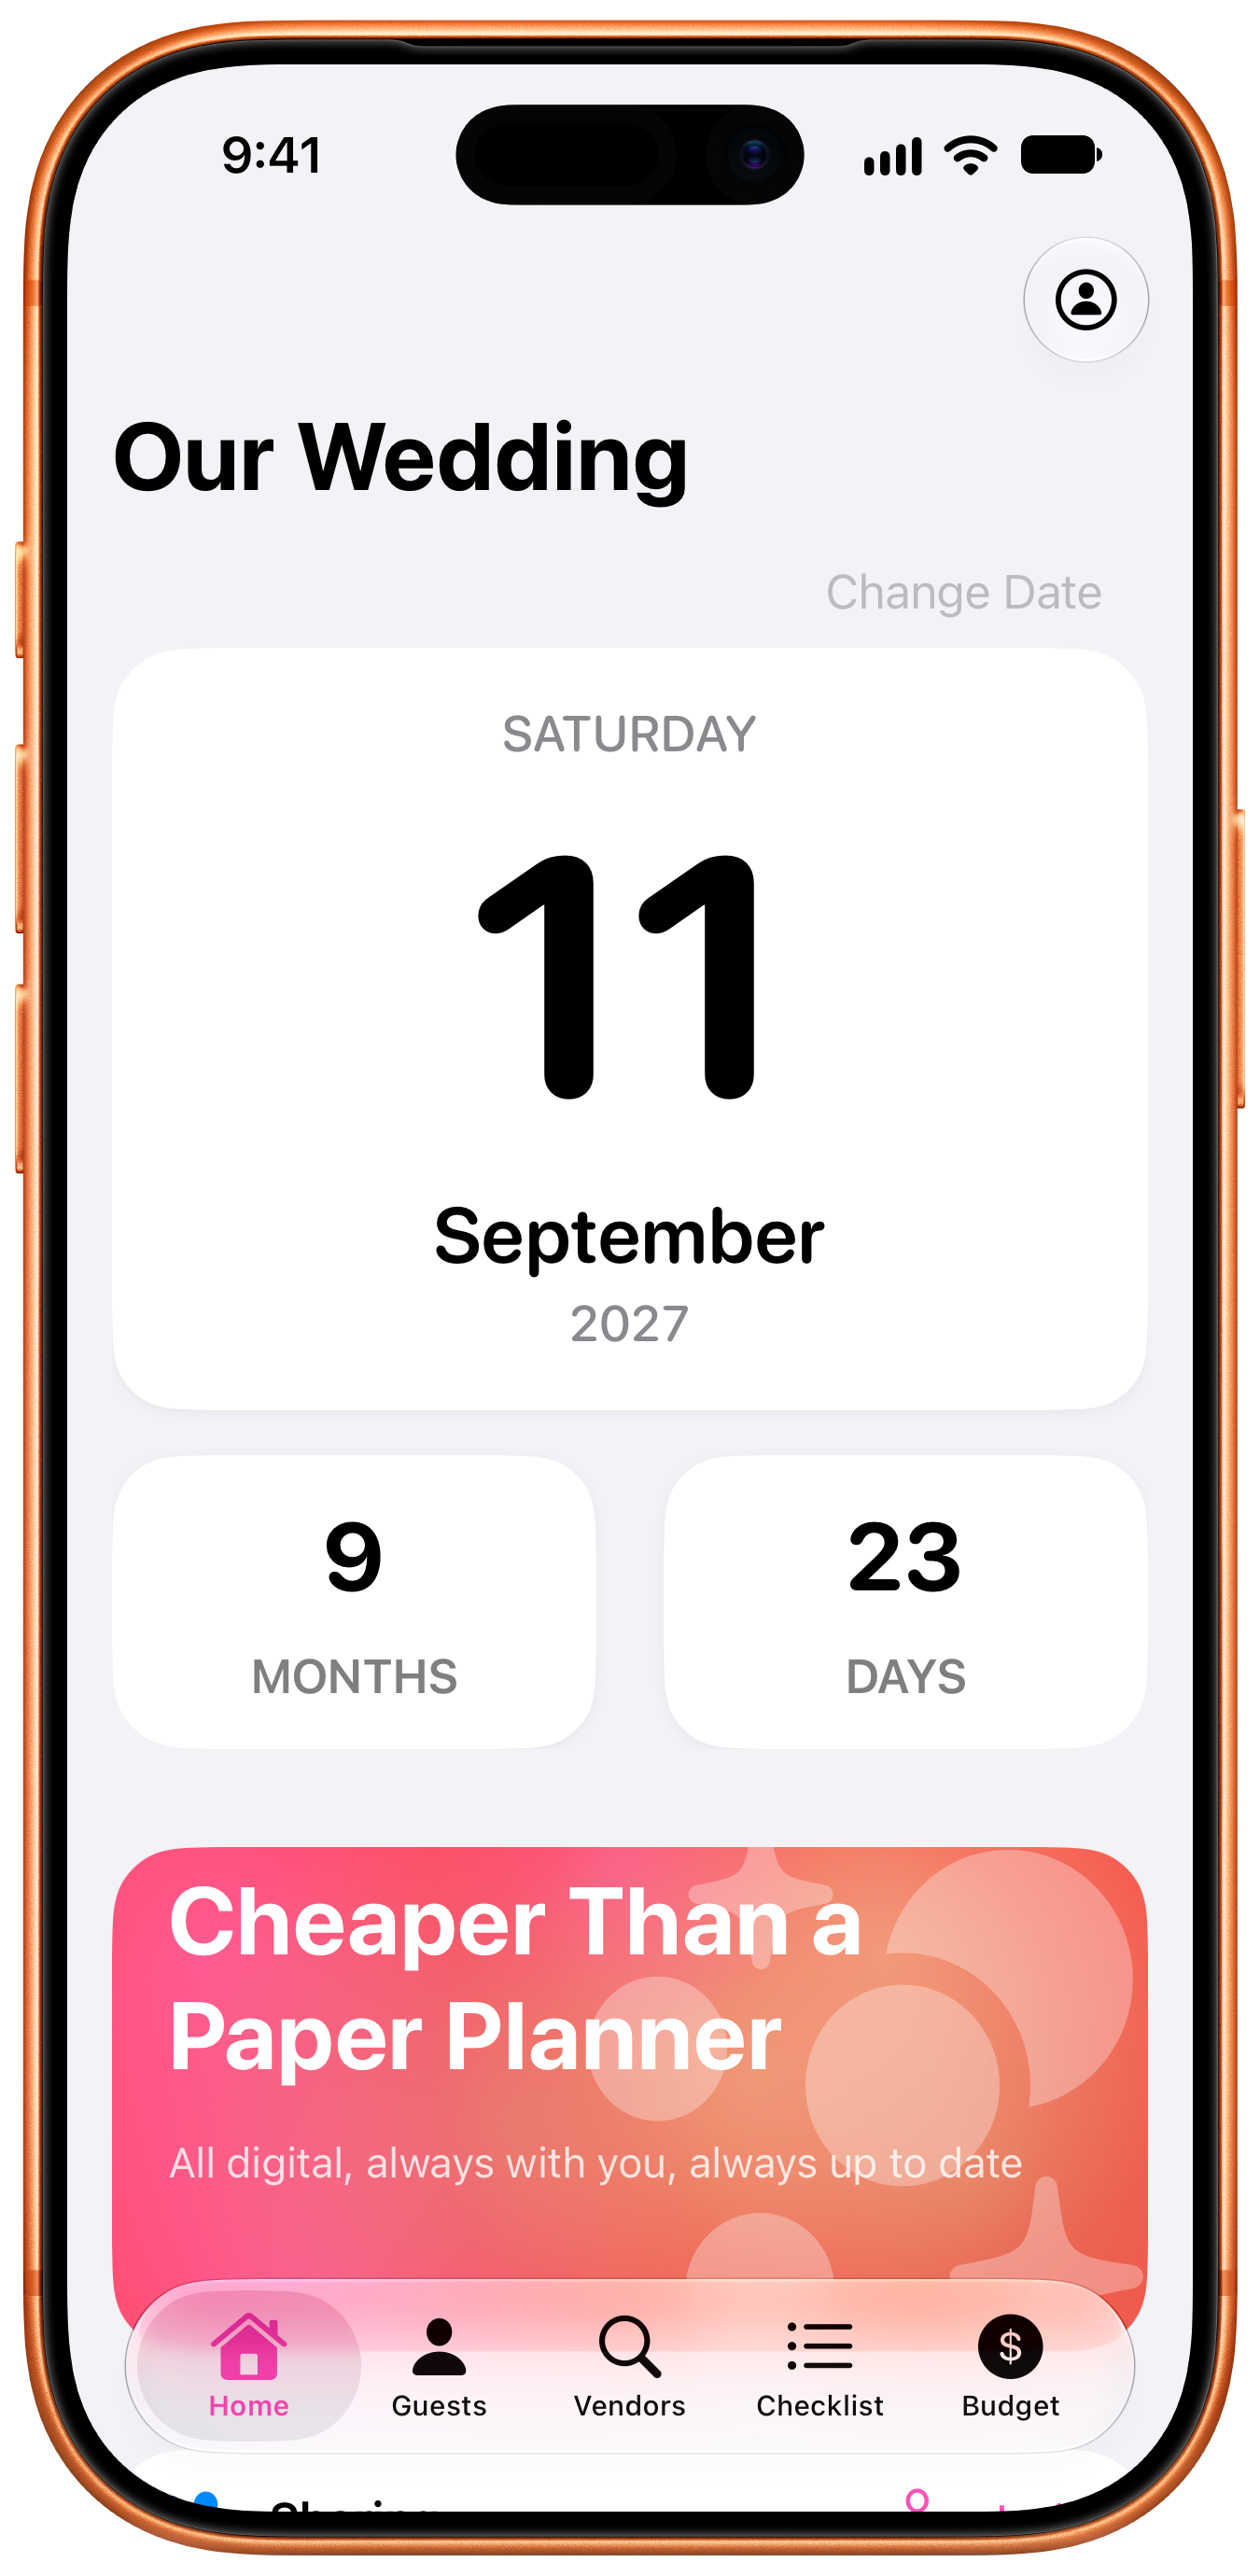 9:41
Our Wedding
Change Date
SATURDAY
11
September
2027
9
MONTHS
23
DAYS
Cheaper Than a
Paper Planner
All digital, always with you, always up to date
$
Home
Guests
Vendors
Checklist
Budget